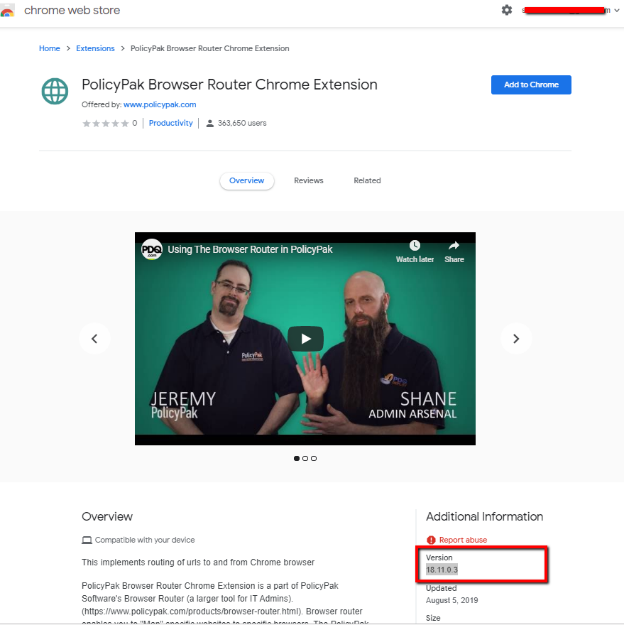 chrome web store
Home > Extensions > PolicyPak Browser Router Chrome Extension
PolicyPak Browser Router Chrome Extension
Add to Chrome
Offered by: www.policypak.com
0 | Productivity | 363,650 users
Overview Reviews Related
PDQ.com Using The Browser Router in PolicyPak
Watch later Share
PolicyPak
JEREMY
PolicyPak
SHANE
ADMIN ARSENAL
Overview
Compatible with your device
This implements routing of urls to and from Chrome browser
PolicyPak Browser Router Chrome Extension is a part of PolicyPak
Software's Browser Router (a larger tool for IT Admins).
(https://www.policypak.com/products/browser-router.html). Browser router
enables you to "Map" specific websites to specific browsers. The PolicyPak
Additional Information
Report abuse
Version
18.11.0.3
Updated
August 5, 2019
Size